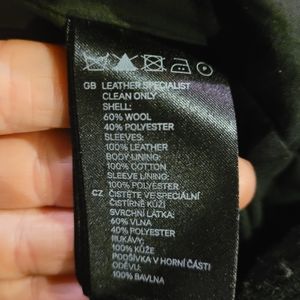 GB LEATHER SPECIALIST
CLEAN ONLY
SHELL:
60% WOOL
40% POLYESTER
SLEEVES:
100% LEATHER
BODY LINING:
100% COTTON
SLEEVE LINING:
100% POLYESTER
CZ ČISTĚTE VE SPECIÁLNÍ
ČISTÍRNĚ KŮŽÍ
SVRCHNÍ LÁTKA:
60% VLNA
40% POLYESTER
RUKÁVY:
100% KŮŽE
PODŠÍVKA V HORNÍ ČÁSTI
ODĚVU:
100% BAVLNA